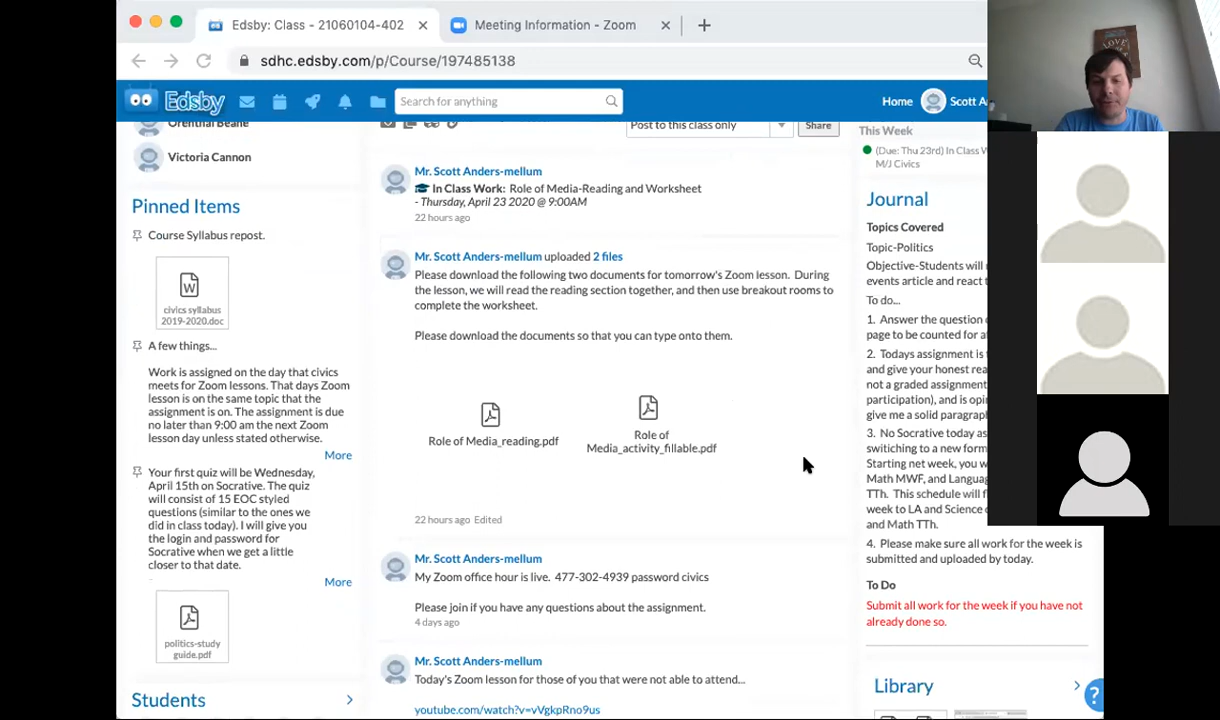 Edsby: Class - 21060104-402
Meeting Information - Zoom
sdhc.edsby.com/p/Course/197485138
Edsby
Search for anything
Home
Scott A
LOVE
Orenthal Beane
Victoria Cannon
Pinned Items
Course Syllabus repost.
civics syllabus
2019-2020.doc
A few things...
Work is assigned on the day that civics
meets for Zoom lessons. That days Zoom
lesson is on the same topic that the
assignment is on. The assignment is due
no later than 9:00 am the next Zoom
lesson day unless stated otherwise.
More
Your first quiz will be Wednesday,
April 15th on Socrative. The quiz
will consist of 15 EOC styled
questions (similar to the ones we
did in class today). I will give you
the login and password for
Socrative when we get a little
closer to that date.
More
politics-study
guide.pdf
Students
Post to this class only
Share
Mr. Scott Anders-mellum
In Class Work: Role of Media-Reading and Worksheet
- Thursday, April 23 2020 @ 9:00AM
22 hours ago
Mr. Scott Anders-mellum uploaded 2 files
Please download the following two documents for tomorrow's Zoom lesson. During
the lesson, we will read the reading section together, and then use breakout rooms to
complete the worksheet.
Please download the documents so that you can type onto them.
Role of Media_reading.pdf
Role of
Media_activity_fillable.pdf
22 hours ago Edited
Mr. Scott Anders-mellum
My Zoom office hour is live. 477-302-4939 password civics
Please join if you have any questions about the assignment.
4 days ago
Mr. Scott Anders-mellum
Today's Zoom lesson for those of you that were not able to attend...
youtube.com/watch?v=vVgkpRno9us
This Week
(Due: Thu 23rd) In Class W
M/J Civics
Journal
Topics Covered
Topic-Politics
Objective-Students will
events article and react t
To do...
1. Answer the question o
page to be counted for at
2. Todays assignment is
and give your honest rea
not a graded assignment
participation), and is opin
give me a solid paragraph
3. No Socrative today as
switching to a new form
Starting net week, you w
Math MWF, and Languag
TTh. This schedule will f
week to LA and Science
and Math TTh.
4. Please make sure all work for the week is
submitted and uploaded by today.
To Do
Submit all work for the week if you have not
already done so.
Library
?